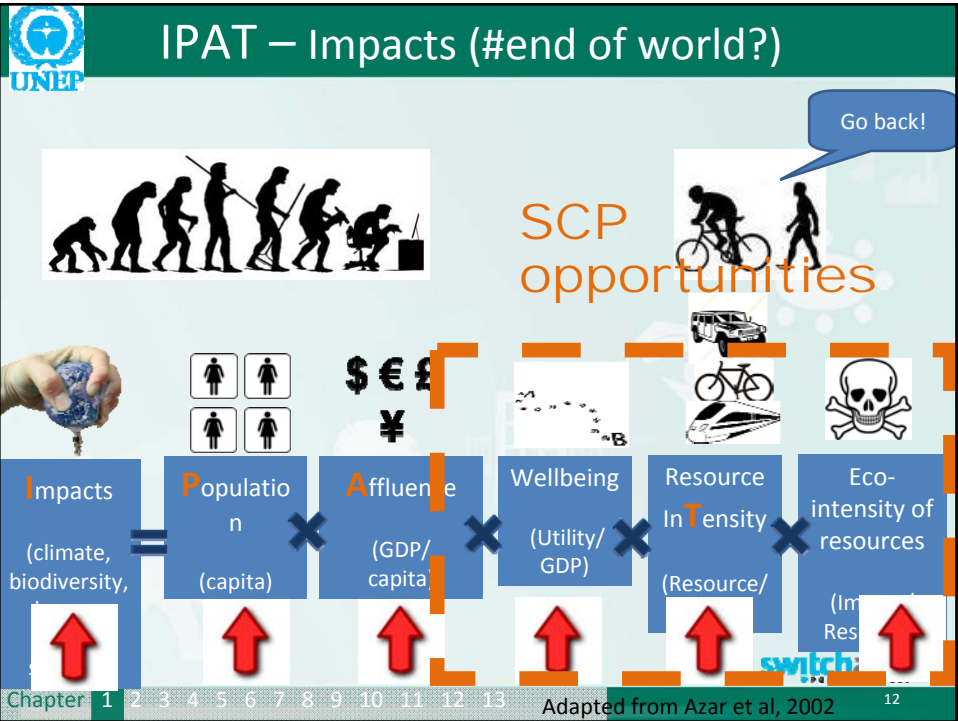 UNEP
IPAT – Impacts (#end of world?)
Go back!
SCP
opportunities
$ € £
¥
A
B
Impacts
(climate,
biodiversity,
=
Populatio
n
(capita)
×
Affluence
(GDP/
capita)
×
Wellbeing
(Utility/
GDP)
×
Resource
InTensity
(Resource/
×
Eco-
intensity of
resources
switch
Chapter 1 2 3 4 5 6 7 8 9 10 11 12 13
Adapted from Azar et al, 2002
12